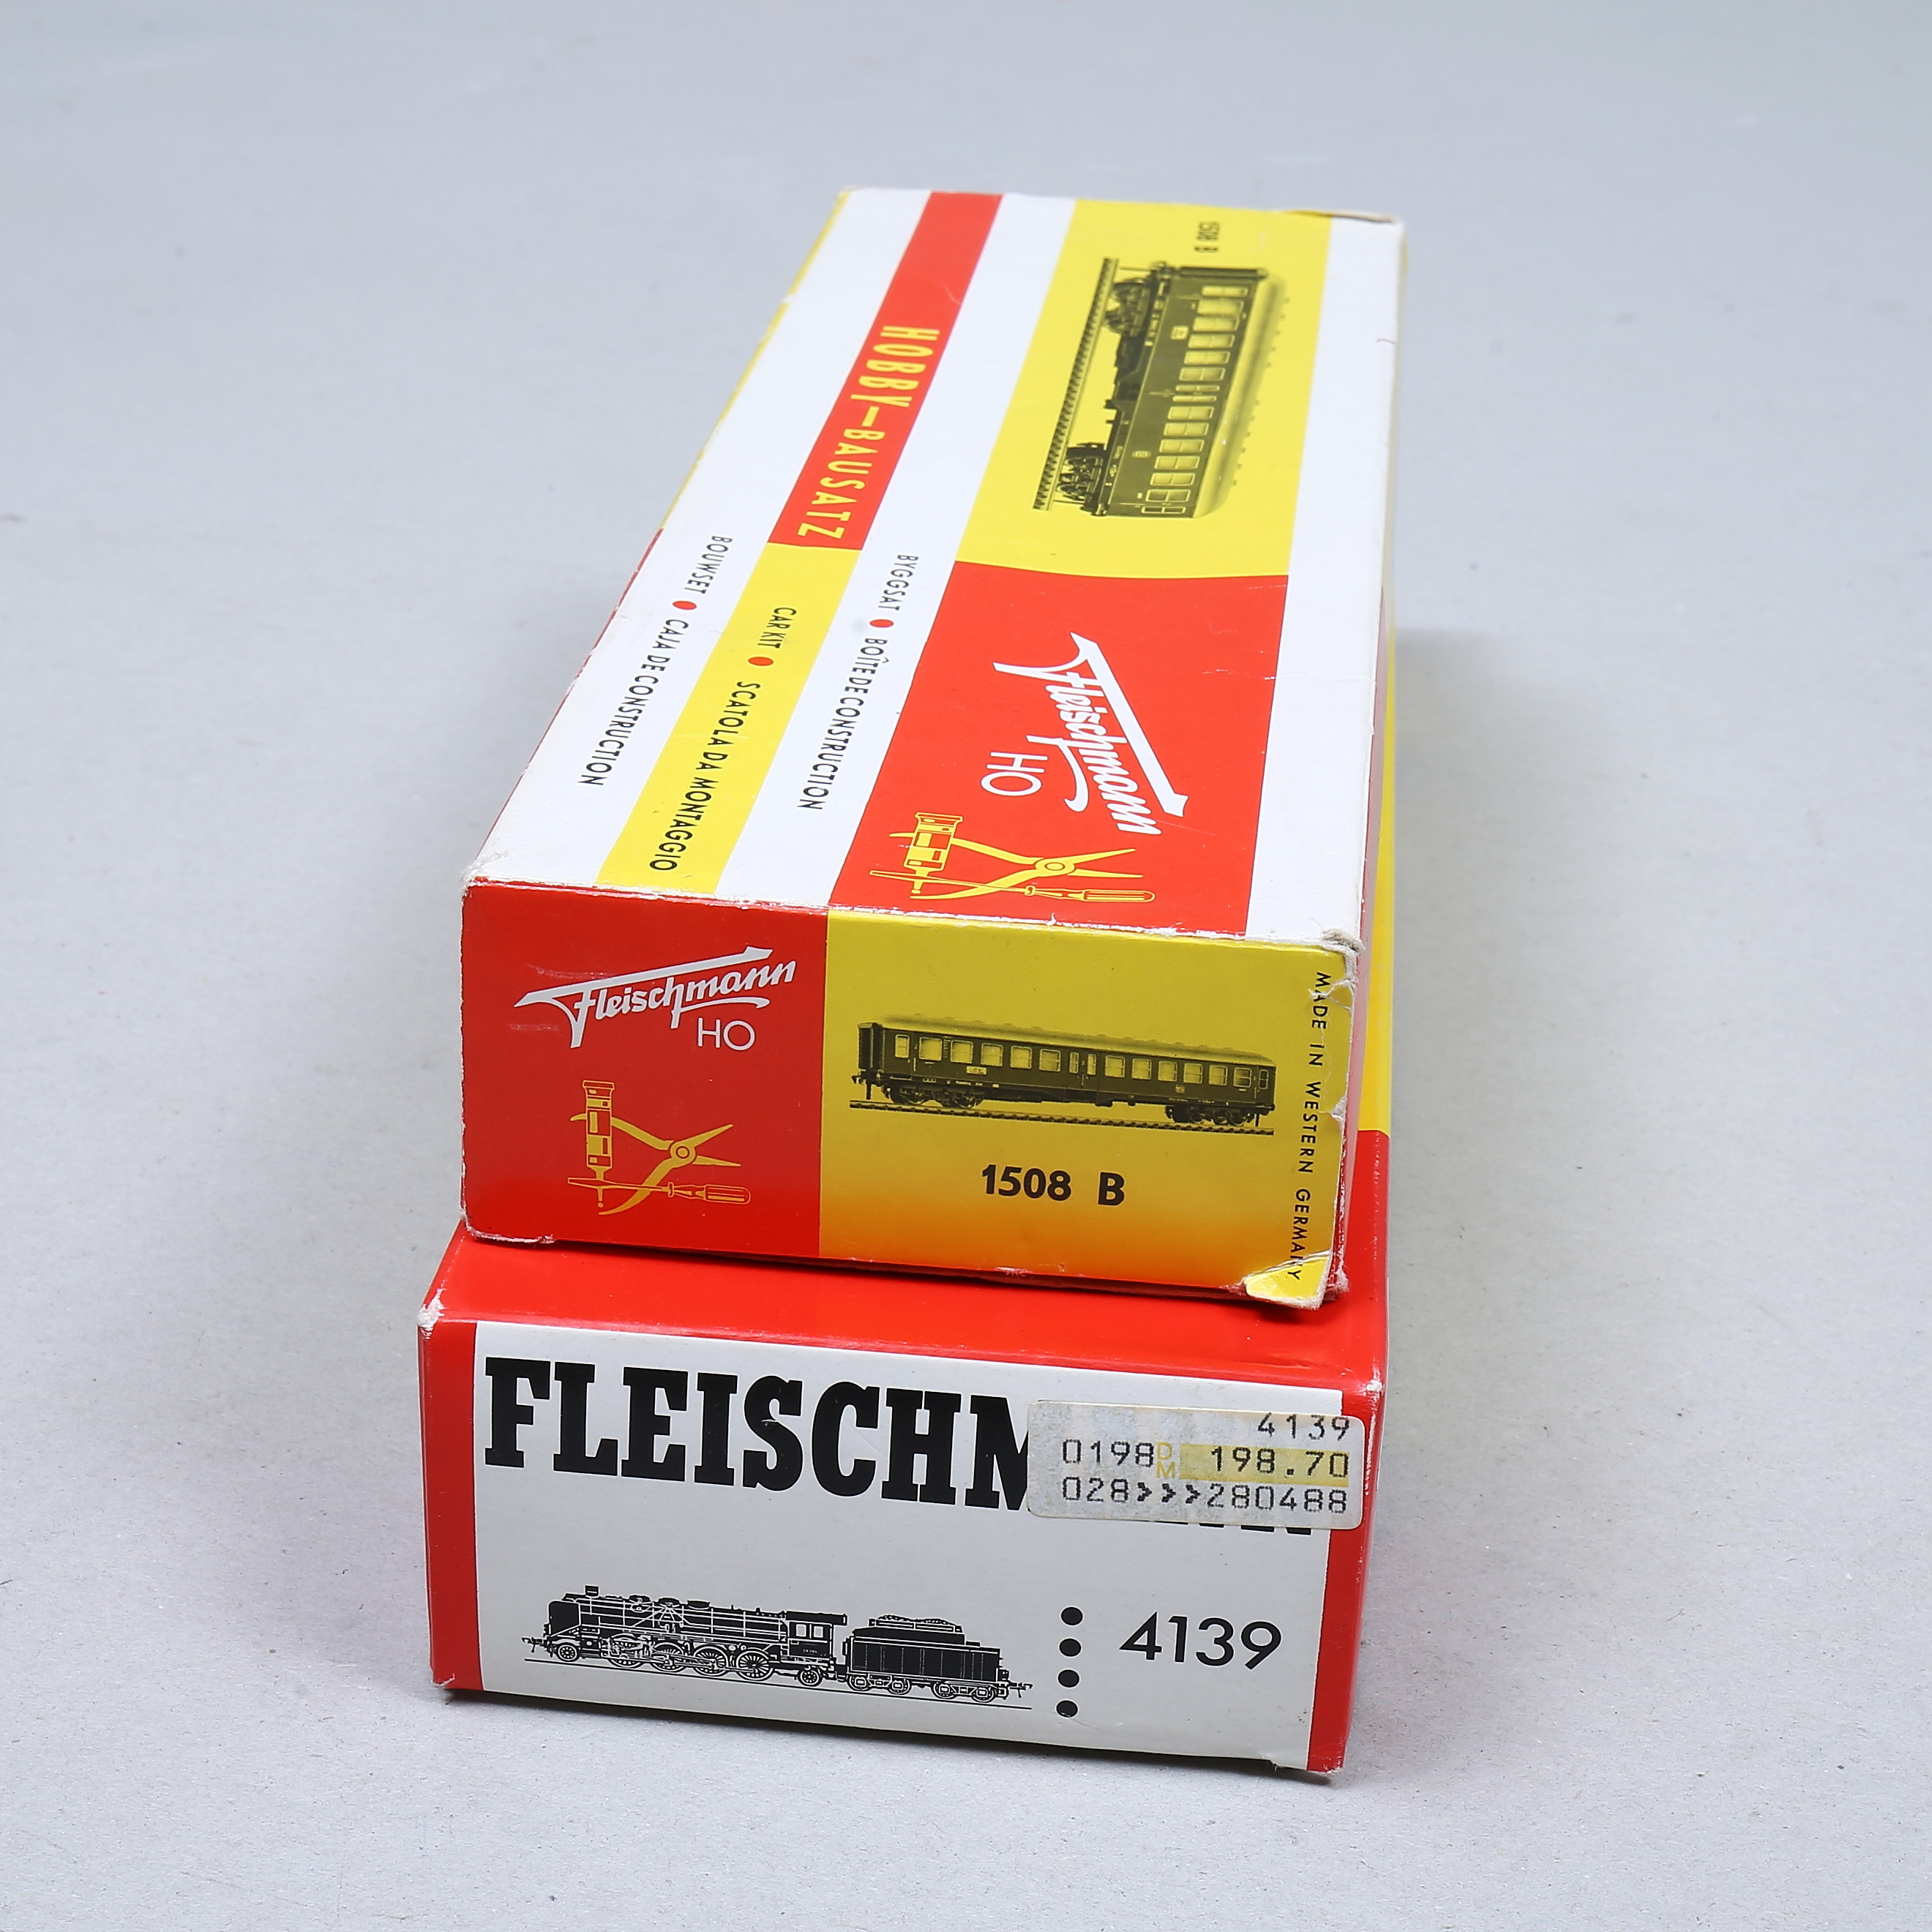 1508 B
HOBBY-BAUSATZ
BYGGSAT ● BOÎTE DE CONSTRUCTION
CAR KIT ● SCATOLA DA MONTAGGIO
BOUWSET ● CAJA DE CONSTRUCTION
Fleischmann
HO
Fleischmann
HO
1508 B
MADE IN WESTERN GERMANY
FLEISCHM
4139
0198 DM 198.70
028>>>280488
4139